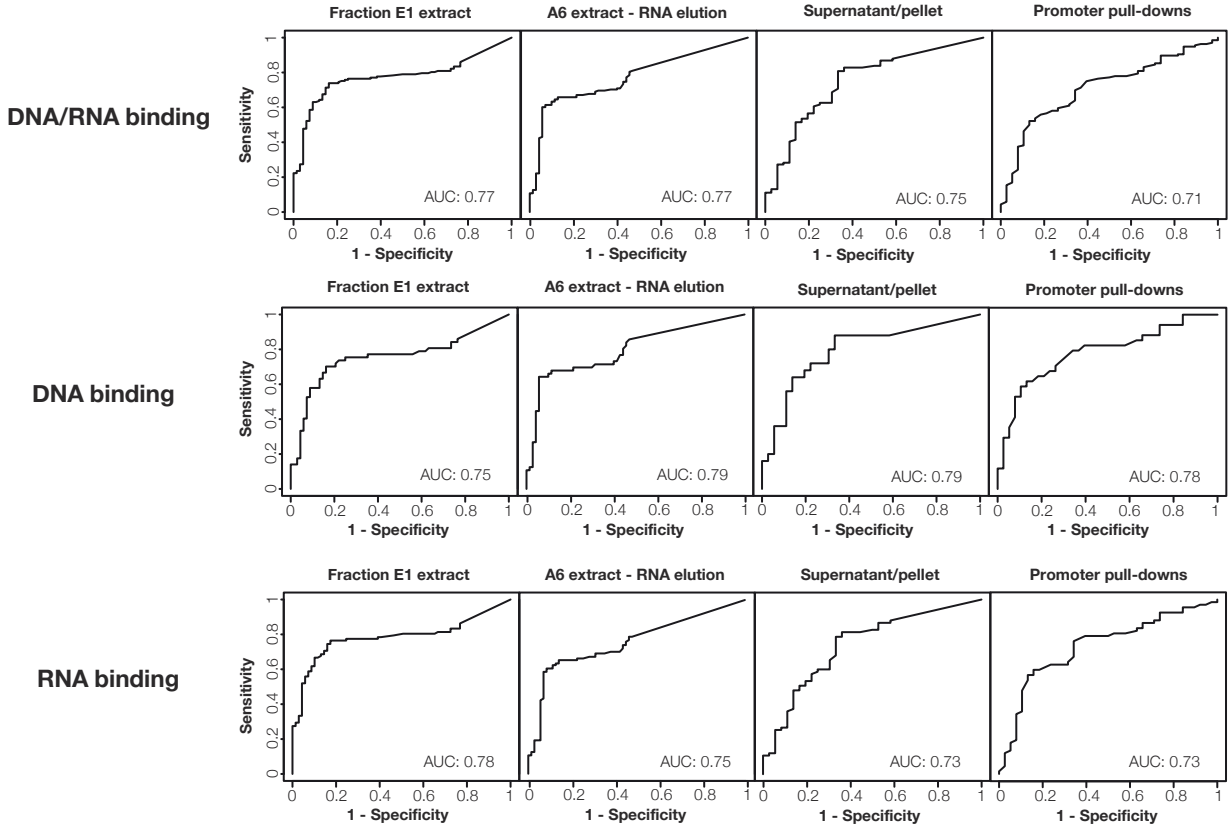 Fraction E1 extract
A6 extract - RNA elution
Supernatant/pellet
Promoter pull-downs
DNA/RNA binding
Sensitivity
0 0.2 0.4 0.6 0.8 1
AUC: 0.77
AUC: 0.77
AUC: 0.75
AUC: 0.71
0 0.2 0.4 0.6 0.8 1
0 0.2 0.4 0.6 0.8 1
0 0.2 0.4 0.6 0.8 1
0 0.2 0.4 0.6 0.8 1
1 - Specificity
1 - Specificity
1 - Specificity
1 - Specificity
Fraction E1 extract
A6 extract - RNA elution
Supernatant/pellet
Promoter pull-downs
DNA binding
Sensitivity
0 0.2 0.4 0.6 0.8 1
AUC: 0.75
AUC: 0.79
AUC: 0.79
AUC: 0.78
0 0.2 0.4 0.6 0.8 1
0 0.2 0.4 0.6 0.8 1
0 0.2 0.4 0.6 0.8 1
0 0.2 0.4 0.6 0.8 1
1 - Specificity
1 - Specificity
1 - Specificity
1 - Specificity
Fraction E1 extract
A6 extract - RNA elution
Supernatant/pellet
Promoter pull-downs
RNA binding
Sensitivity
0 0.2 0.4 0.6 0.8 1
AUC: 0.78
AUC: 0.75
AUC: 0.73
AUC: 0.73
0 0.2 0.4 0.6 0.8 1
0 0.2 0.4 0.6 0.8 1
0 0.2 0.4 0.6 0.8 1
0 0.2 0.4 0.6 0.8 1
1 - Specificity
1 - Specificity
1 - Specificity
1 - Specificity